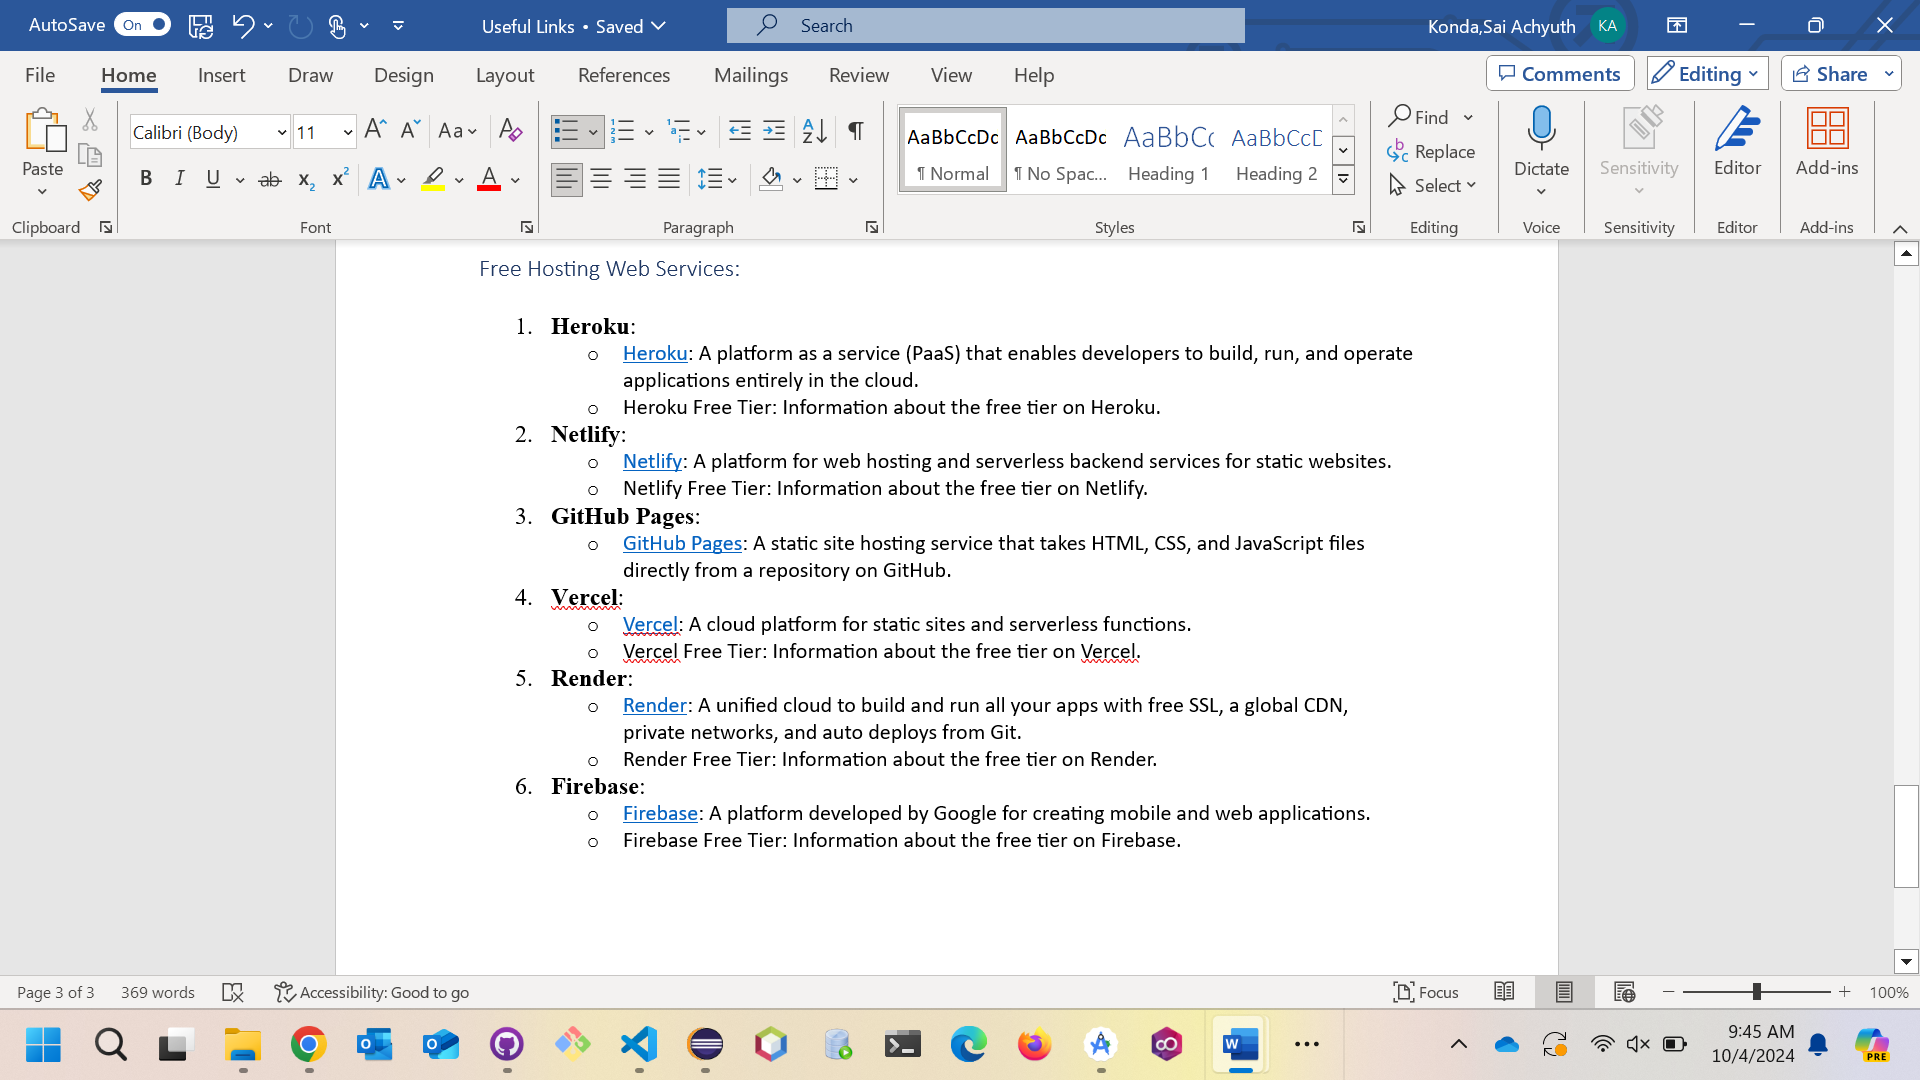 AutoSave On Useful Links • Saved Search Konda,Sai Achyuth KA
File Home Insert Draw Design Layout References Mailings Review View Help Comments Editing Share
Calibri (Body) 11 Aa
Paste
AaBbCcDc AaBbCcDc AaBbC AaBbCc
¶ Normal ¶ No Spac... Heading 1 Heading 2
Find
Replace
Select
Dictate Sensitivity Editor Add-ins
Clipboard Font Paragraph Styles Editing Voice Sensitivity Editor Add-ins
Free Hosting Web Services:
1. Heroku:
o Heroku: A platform as a service (PaaS) that enables developers to build, run, and operate
applications entirely in the cloud.
o Heroku Free Tier: Information about the free tier on Heroku.
2. Netlify:
o Netlify: A platform for web hosting and serverless backend services for static websites.
o Netlify Free Tier: Information about the free tier on Netlify.
3. GitHub Pages:
o GitHub Pages: A static site hosting service that takes HTML, CSS, and JavaScript files
directly from a repository on GitHub.
4. Vercel:
o Vercel: A cloud platform for static sites and serverless functions.
o Vercel Free Tier: Information about the free tier on Vercel.
5. Render:
o Render: A unified cloud to build and run all your apps with free SSL, a global CDN,
private networks, and auto deploys from Git.
o Render Free Tier: Information about the free tier on Render.
6. Firebase:
o Firebase: A platform developed by Google for creating mobile and web applications.
o Firebase Free Tier: Information about the free tier on Firebase.
Page 3 of 3 369 words Accessibility: Good to go Focus 100%
9:45 AM
10/4/2024
PRE